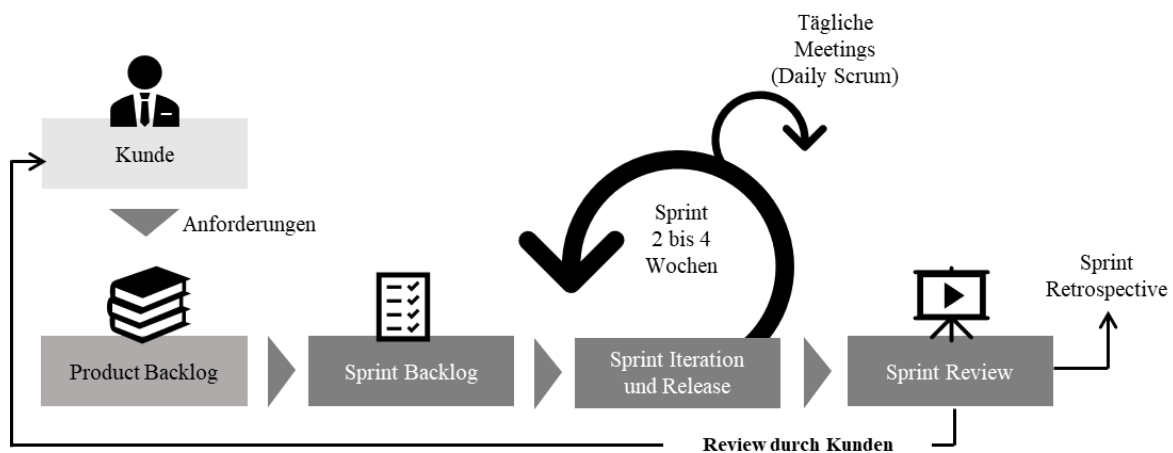 Tägliche
Meetings
(Daily Scrum)
Kunde
Anforderungen
Sprint
2 bis 4
Wochen
Sprint
Retrospective
Product Backlog
Sprint Backlog
Sprint Iteration
und Release
Sprint Review
Review durch Kunden